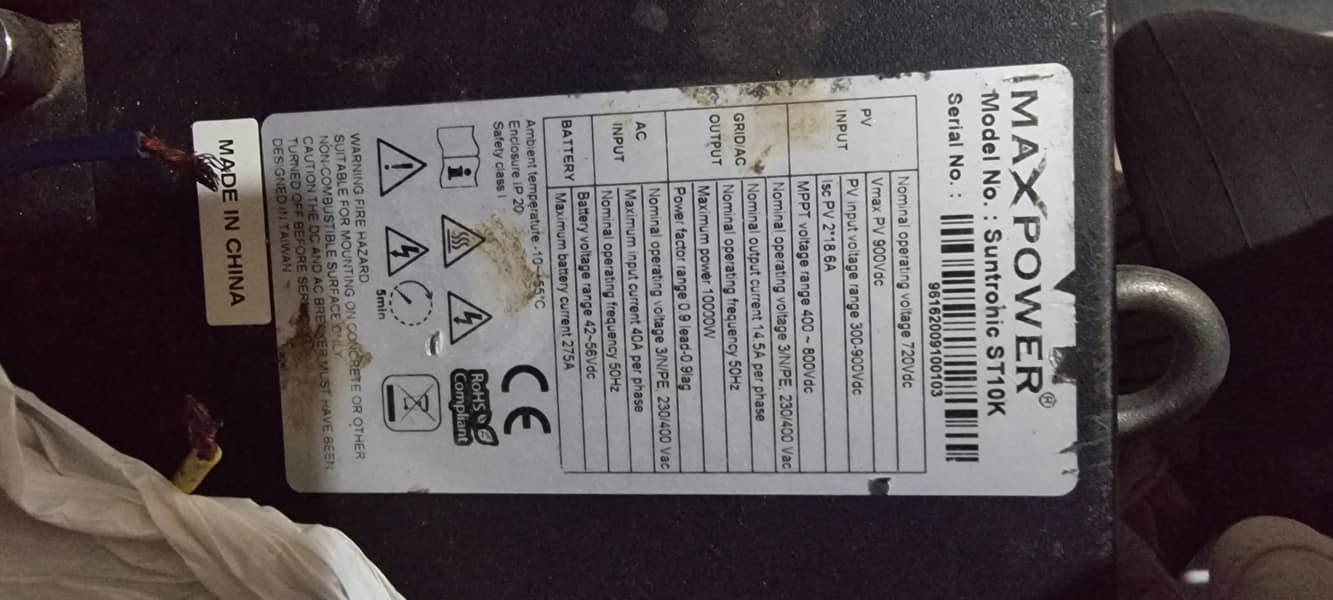 MAXPOWER®
Model No. : Suntrohic ST10K
Serial No. :
96162009100103
PV INPUT
Nominal operating voltage 720Vdc
Vmax PV 900Vdc
PV input voltage range 300-900Vdc
Isc PV 2*18.6A
MPPT voltage range 400 ~ 800Vdc
GRID/AC OUTPUT
Nominal operating voltage 3/N/PE, 230/400 Vac
Nominal output current 14.5A per phase
Nominal operating frequency 50Hz
Maximum power 10000W
Power factor range 0.9 lead-0.9lag
AC INPUT
Nominal operating voltage 3/N/PE, 230/400 Vac
Maximum input current 40A per phase
Nominal operating frequency 50Hz
BATTERY
Battery voltage range 42~56Vdc
Maximum battery current 275A
Ambient temperature -10~55°C
Enclosure IP 20
Safety class I
CE
RoHS
Compliant
5min
WARNING FIRE HAZARD
SUITABLE FOR MOUNTING ON CONCRETE OR OTHER
NON-COMBUSTIBLE SURFACE ONLY
CAUTION THE DC AND AC BREAKER MUST HAVE BEEN
TURNED OFF BEFORE
DESIGNED IN TAIWAN
MADE IN CHINA